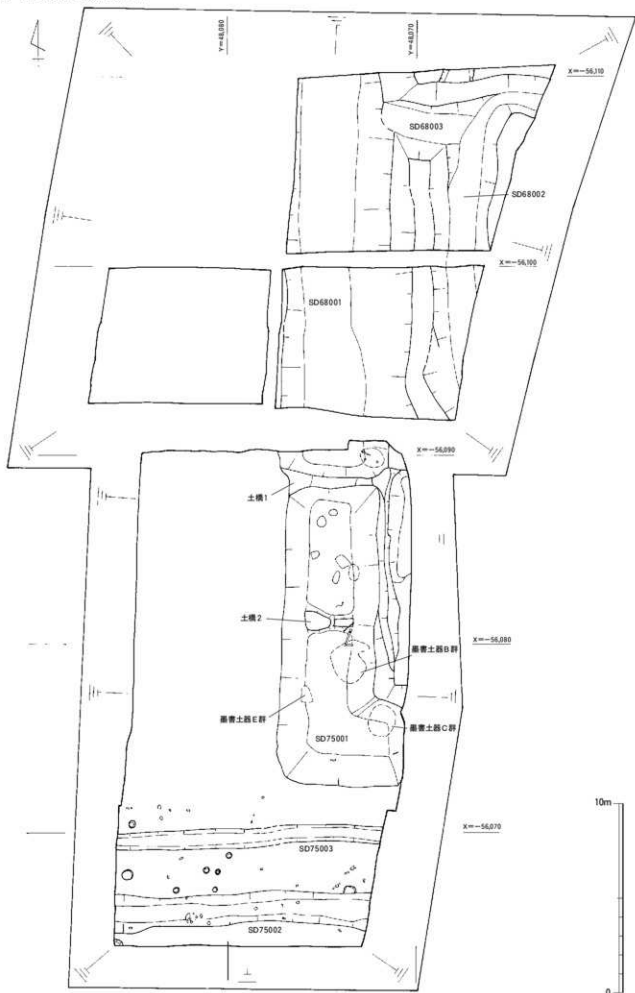 Y=48,080
Y=48,070
X=-56,110
SD68003
SD68002
X=-56,100
SD68001
X=-56,090
土橋1
土橋2
X=-56,080
墨書土器B群
墨書土器E群
墨書土器C群
SD75001
10m
X=-56,070
SD75003
SD75002
0